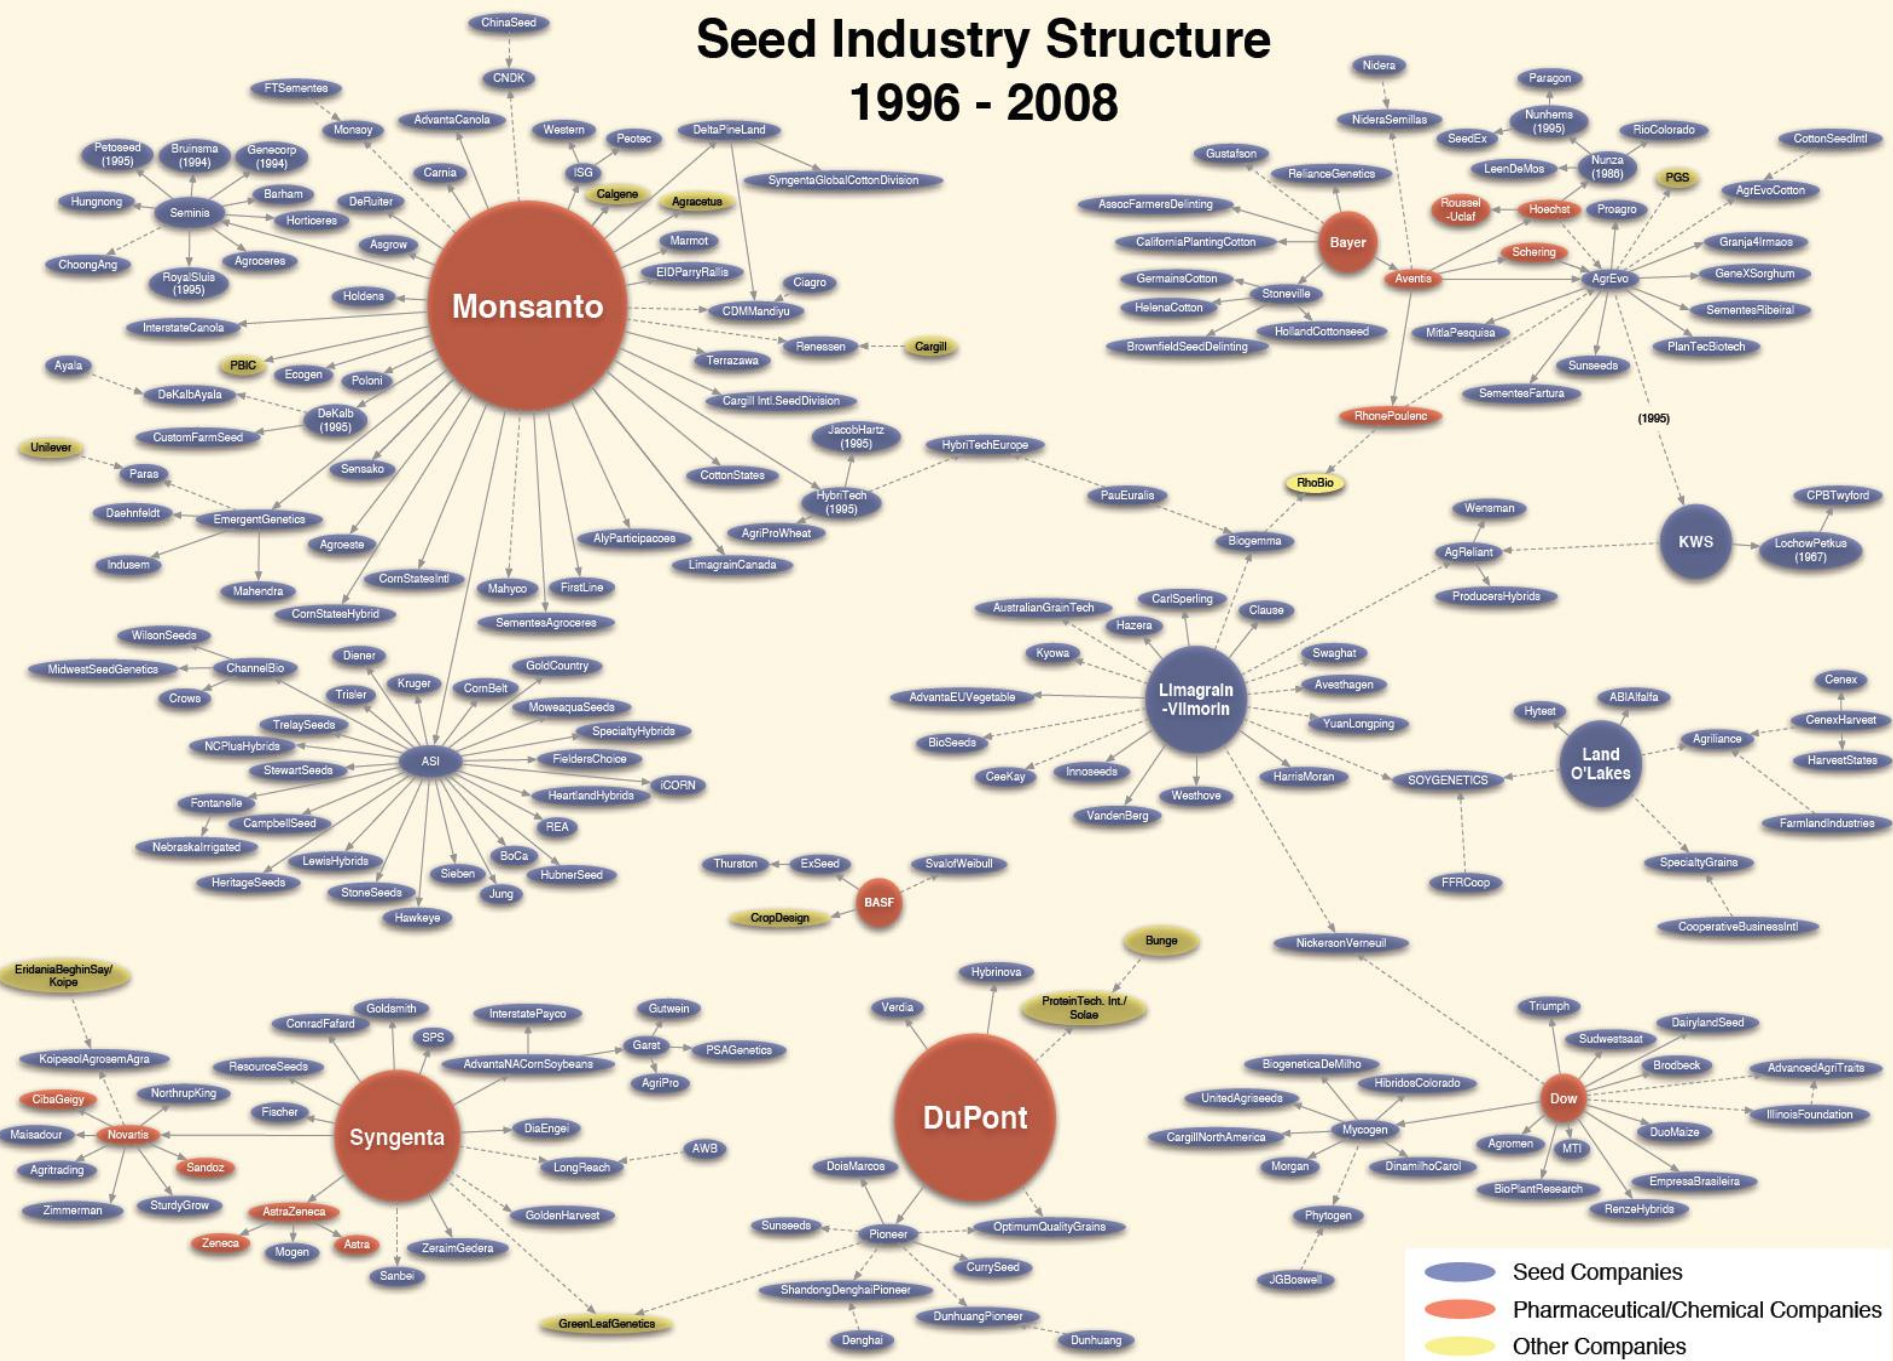 Seed Industry Structure
1996 - 2008
ChinaSeed
CNDK
FTSementes
Monsoy
AdvantaCanola
Western
Peotec
ISG
DeltaPineLand
SyngentaGlobalCottonDivision
Petoseed
(1995)
Bruinsma
(1994)
Genecorp
(1994)
Carnia
Calgene
Agracetus
Hungnong
Seminis
Barham
Horticeres
DeRuiter
Asgrow
Marmot
EIDParryRallis
ChoongAng
RoyalSluis
(1995)
Agroceres
Holdens
Monsanto
Ciagro
CDMMandiyu
InterstateCanola
PBIC
Ecogen
Poloni
Terrazawa
Renessen
Cargill
Ayala
DeKalbAyala
DeKalb
(1995)
CustomFarmSeed
Cargill Intl.SeedDivision
JacobHartz
(1995)
HybriTechEurope
Unilever
Paras
Sensako
CottonStates
HybriTech
(1995)
AgriProWheat
Daehnfeldt
EmergentGenetics
Indusem
Mahendra
Agroeste
CornStatesIntl
CornStatesHybrid
Mahyco
FirstLine
SementesAgroceres
AlyParticipacoes
LimagrainCanada
WilsonSeeds
MidwestSeedGenetics
ChannelBio
Crows
Diener
Trisler
Kruger
CornBelt
GoldCountry
MoweaquaSeeds
SpecialtyHybrids
TrelaySeeds
NCPlusHybrids
StewartSeeds
ASI
FieldersChoice
iCORN
HeartlandHybrids
Fontanelle
CampbellSeed
NebraskaIrrigated
LewisHybrids
HeritageSeeds
StoneSeeds
Hawkeye
Sieben
Jung
BoCa
REA
HubnerSeed
Thurston
ExSeed
SvalofWeibull
BASF
CropDesign
Nidera
NideraSemillas
Paragon
Nunhems
(1995)
SeedEx
RioColorado
CottonSeedIntl
Gustafson
RelianceGenetics
LeenDeMos
Nunza
(1986)
PGS
AgrEvoCotton
AssocFarmersDelinting
Roussel
-Uclaf
Hoechst
Proagro
CaliforniaPlantingCotton
Bayer
Schering
Granja4Irmaos
GermainsCotton
Stoneville
Aventis
AgrEvo
GeneXSorghum
HelenaCotton
HollandCottonseed
BrownfieldSeedDelinting
MitlaPesquisa
SementesRibeiral
PlanTecBiotech
Sunseeds
SementesFartura
RhonePoulenc
(1995)
RhoBio
PauEuralis
Biogemma
Wensman
AgReliant
ProducersHybrids
KWS
CPBTwyford
LochowPetkus
(1967)
AustralianGrainTech
CarlSperling
Hazera
Clause
Kyowa
Swaghat
AdvantaEUVegetable
Limagrain
-Vilmorin
Avesthagen
YuanLongping
BioSeeds
CeeKay
Innoseeds
VandenBerg
Westhove
HarrisMoran
SOYGENETICS
FFRCoop
Hytest
ABIAlfalfa
Land
O'Lakes
Agriliance
Cenex
CenexHarvest
HarvestStates
FarmlandIndustries
SpecialtyGrains
CooperativeBusinessIntl
NickersonVerneuil
EridaniaBeghinSay/
Koipe
KoipesolAgrosemAgra
Goldsmith
ConradFafard
SPS
ResourceSeeds
InterstatePayco
AdvantaNACornSoybeans
Gutwein
Garst
PSAGenetics
AgriPro
CibaGeigy
NorthrupKing
Fischer
Maisadour
Novartis
Syngenta
DiaEngei
Agritrading
Sandoz
LongReach
AWB
Zimmerman
SturdyGrow
AstraZeneca
Zeneca
Mogen
Astra
Sanbei
ZeraimGedera
GoldenHarvest
GreenLeafGenetics
Bunge
Hybrinova
Verdia
ProteinTech. Int./
Solae
DuPont
DoisMarcos
Sunseeds
Pioneer
OptimumQualityGrains
CurrySeed
ShandongDenghaiPioneer
DunhuangPioneer
Denghai
Dunhuang
Triumph
DairylandSeed
Sudwestsaat
Brodbeck
AdvancedAgriTraits
Dow
IllinoisFoundation
BiogeneticaDeMilho
HibridosColorado
UnitedAgriseeds
CargillNorthAmerica
Mycogen
Morgan
DinamilhoCarol
Agromen
MTI
DuoMaize
BioPlantResearch
EmpresaBrasileira
RenzeHybrids
Phytogen
JGBoswell
Seed Companies
Pharmaceutical/Chemical Companies
Other Companies